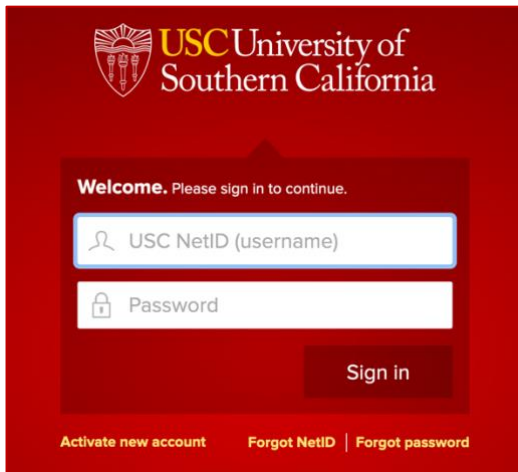 USC University of
Southern California
Welcome. Please sign in to continue.
USC NetID (username)
Password
Sign in
Activate new account Forgot NetID | Forgot password